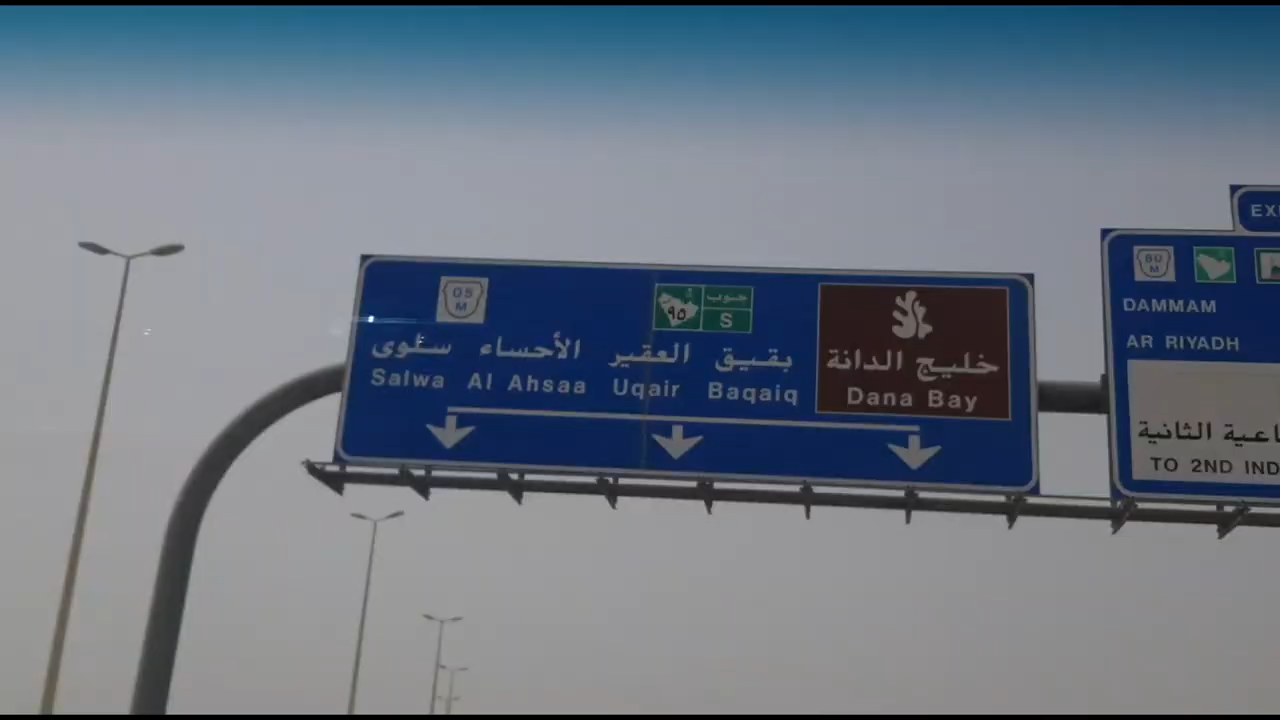 05
M
٩٥
جنوب
S
سلوى الأحساء العقير بقيق
Salwa Al Ahsaa Uqair Baqaiq
خليج الدانة
Dana Bay
80
M
DAMMAM
AR RIYADH
الثانية
TO 2ND